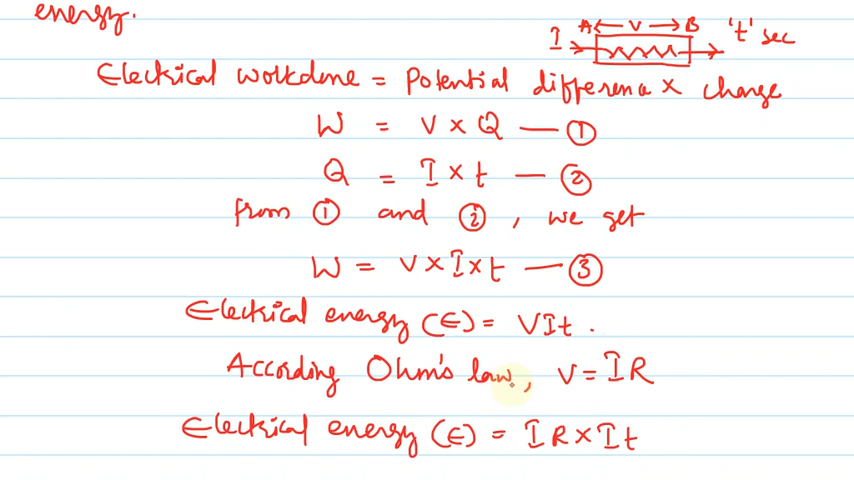 energy.
A V B
I 't' sec
Electrical workdone = Potential difference x charge
W = V x Q — ①
Q = I x t — ②
from ① and ②, we get
W = V x I x t — ③
Electrical energy (E) = VIt.
According Ohm's law, V = IR
Electrical energy (E) = IR x It